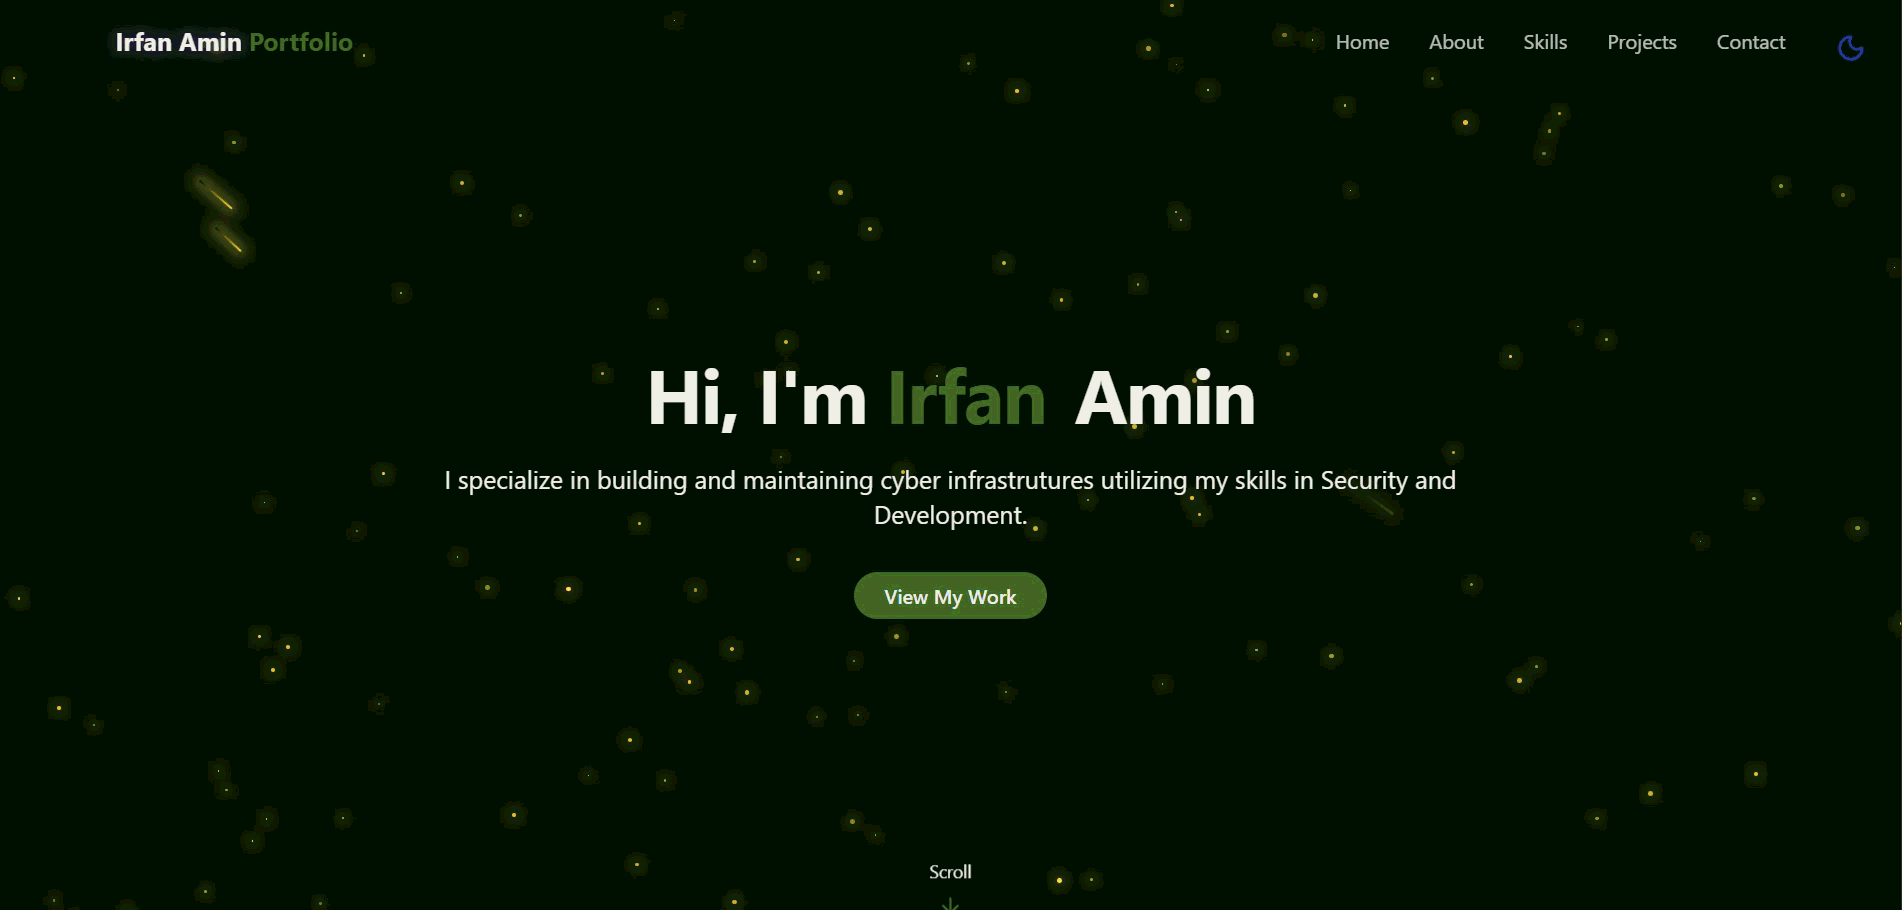 Irfan Amin Portfolio
Home About Skills Projects Contact
Hi, I'm Irfan Amin
I specialize in building and maintaining cyber infrastrutures utilizing my skills in Security and
Development.
View My Work
Scroll